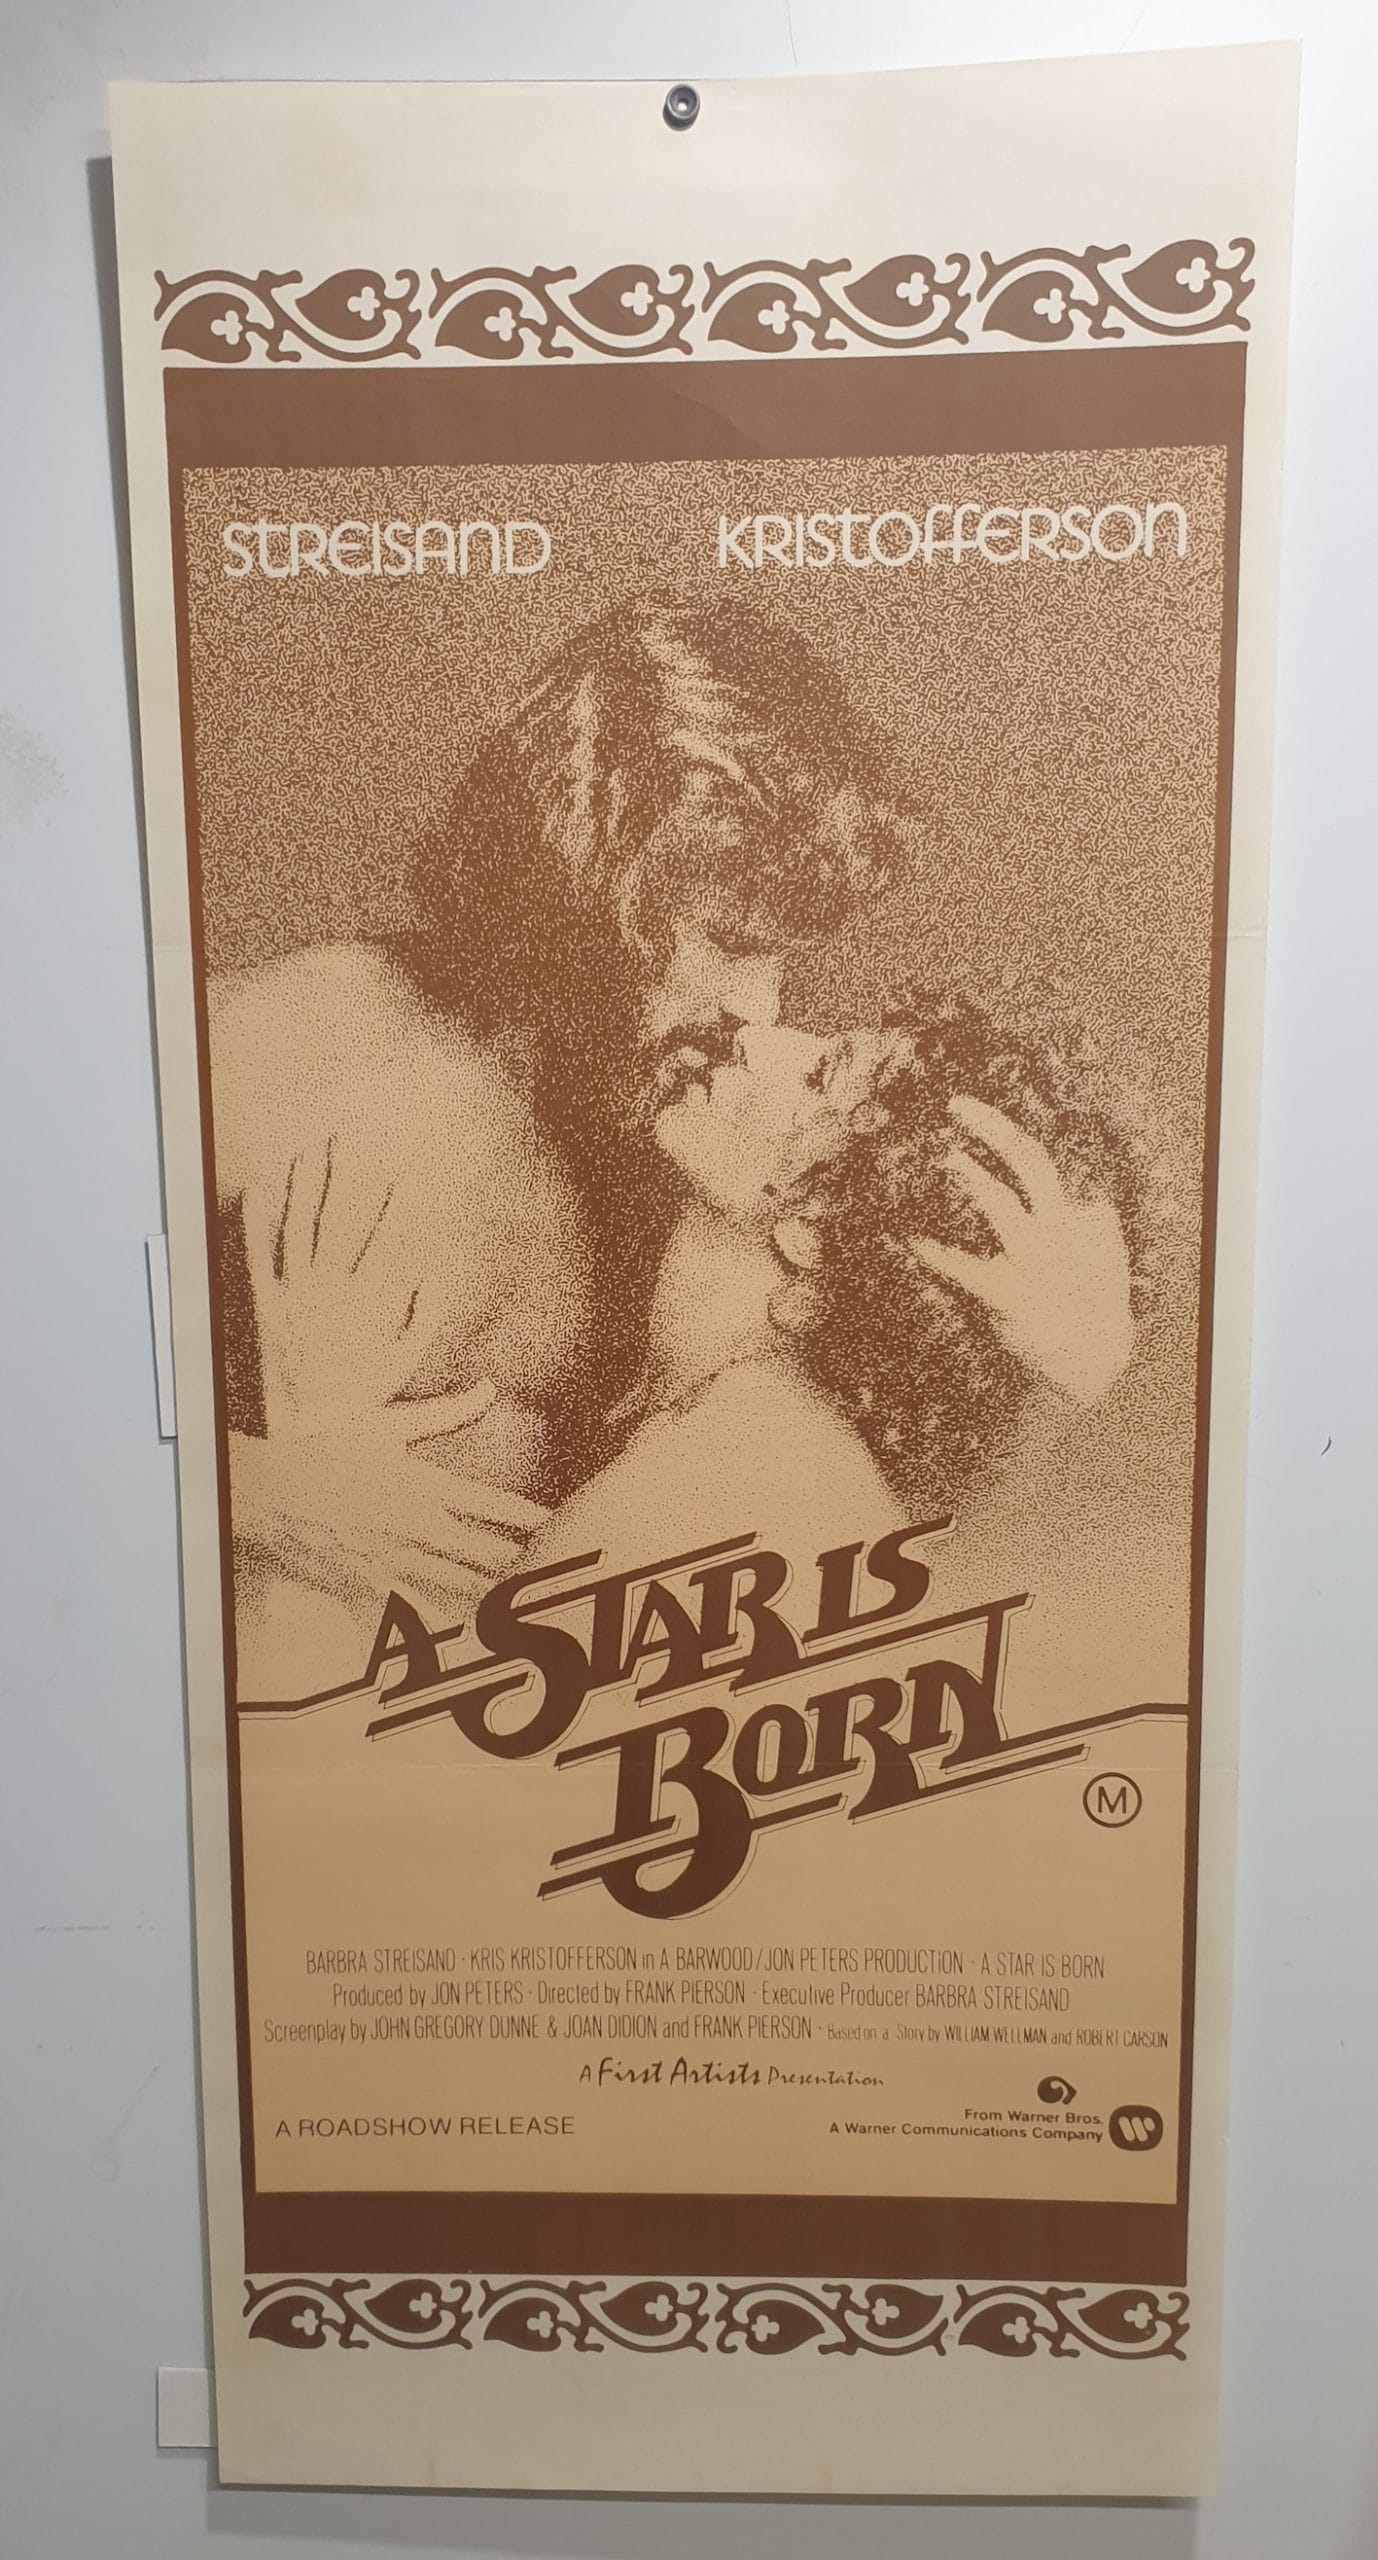 STREISAND KRISTOFFERSON
A STAR IS
BORN
M
BARBRA STREISAND · KRIS KRISTOFFERSON in A BARWOOD/JON PETERS PRODUCTION · A STAR IS BORN
Produced by JON PETERS · Directed by FRANK PIERSON · Executive Producer BARBRA STREISAND
Screenplay by JOHN GREGORY DUNNE & JOAN DIDION and FRANK PIERSON · Based on a Story by WILLIAM WELLMAN and ROBERT CARSON
A First Artists Presentation
A ROADSHOW RELEASE
From Warner Bros.
A Warner Communications Company